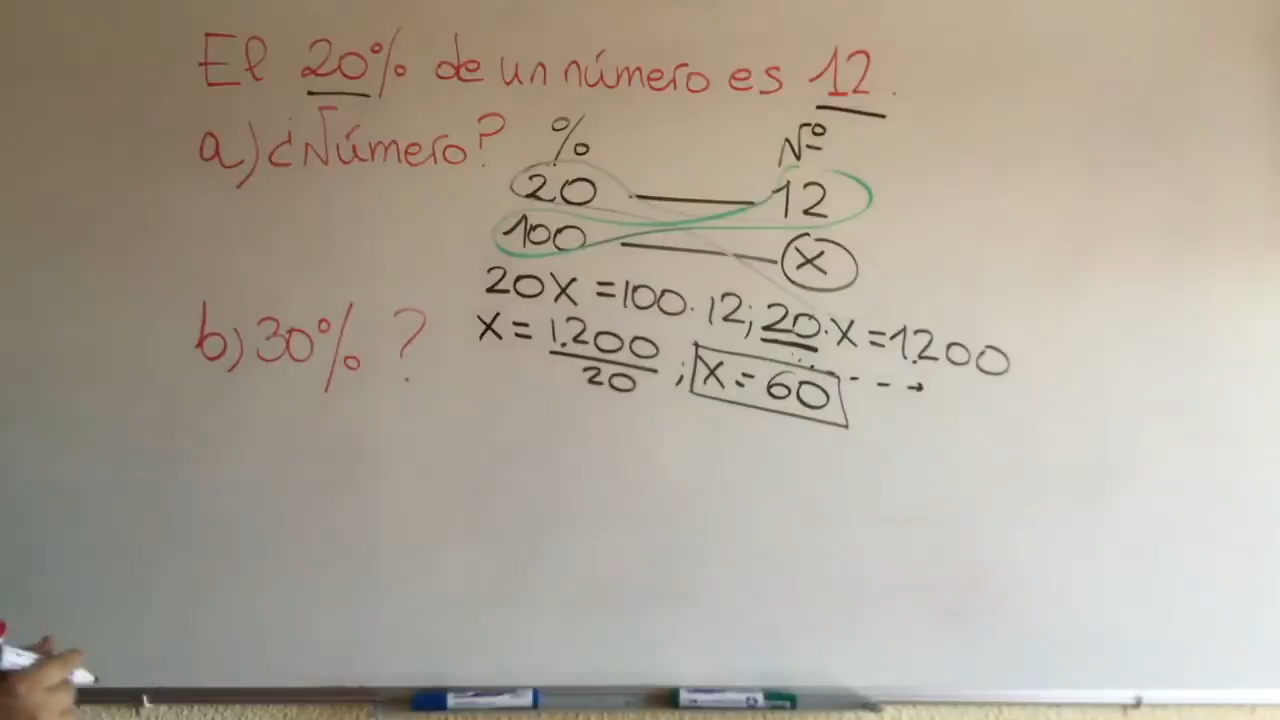 El 20% de un número es 12.
a) ¿Número?
% Nº
20 — 12
100 — x
20x = 100 · 12; 20 · x = 1.200
x = 1.200/20 ; x = 60
b) 30% ?